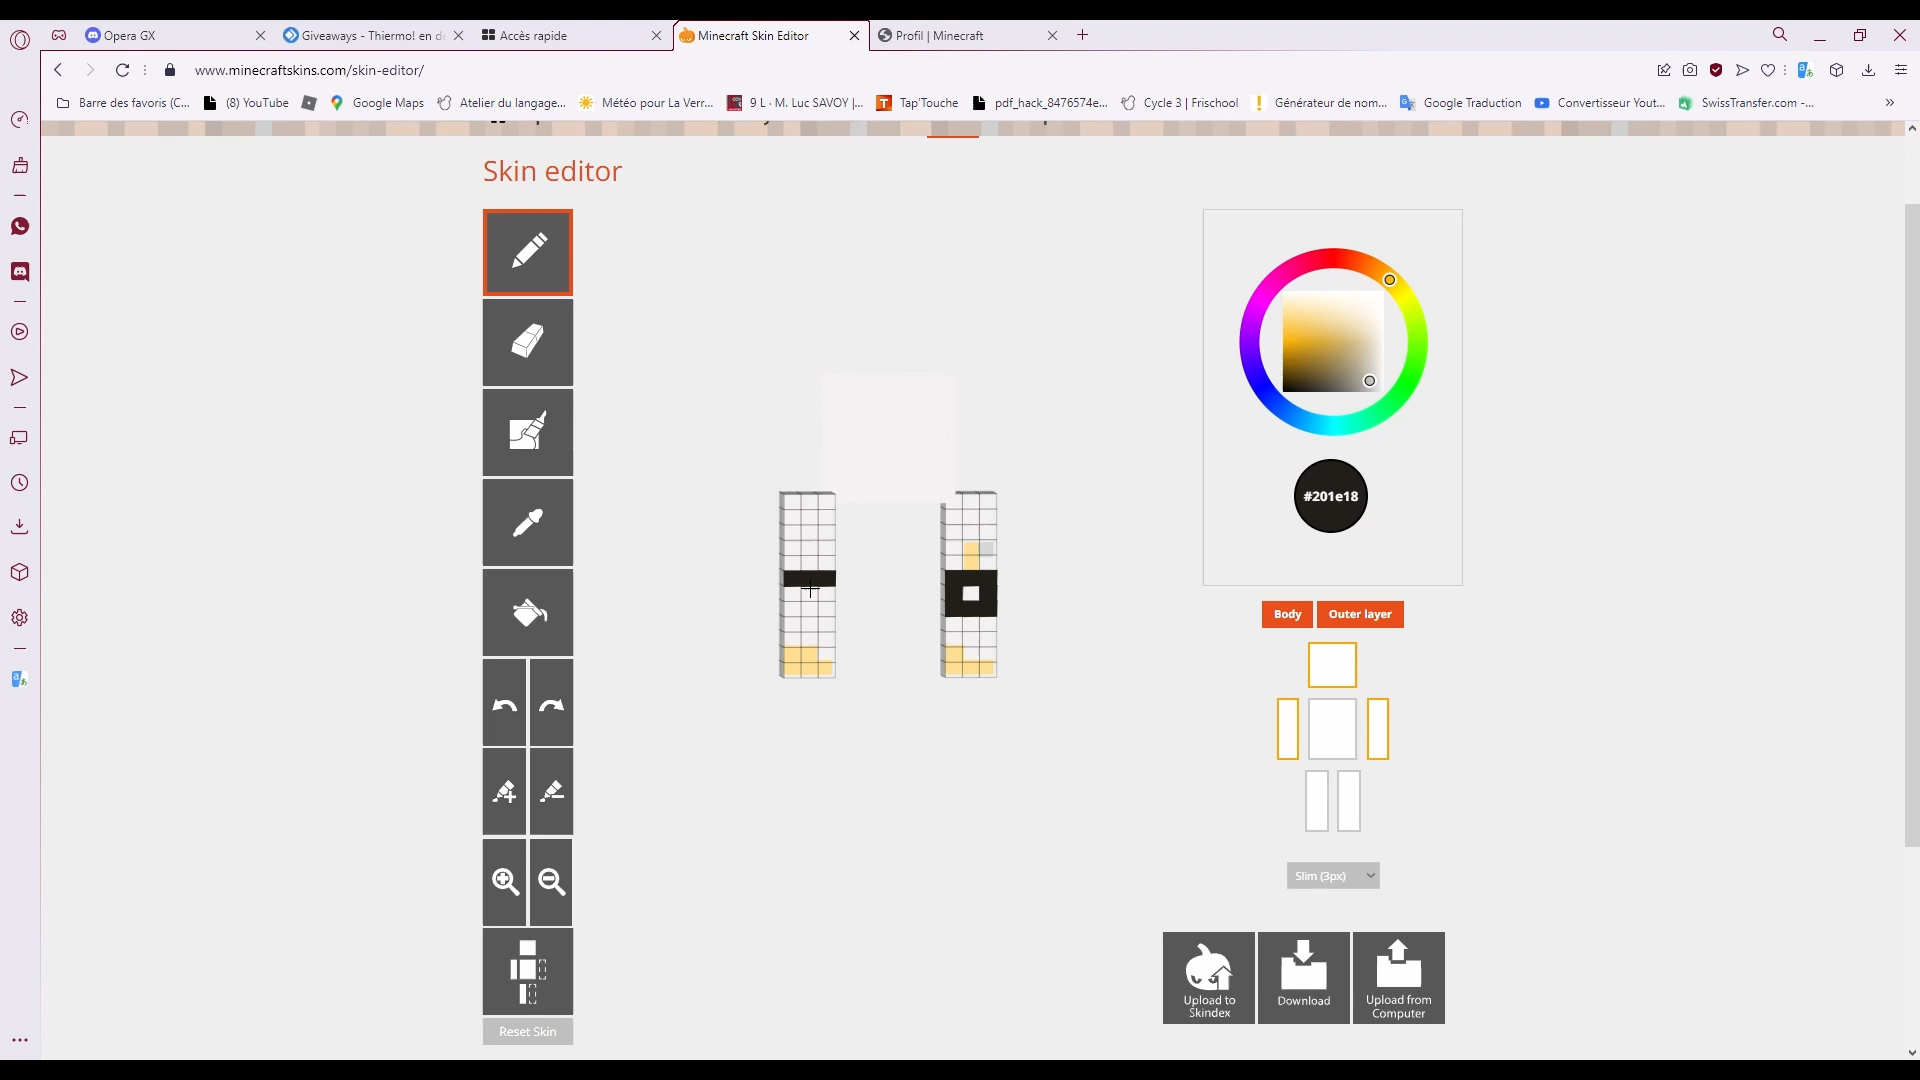 Opera GX
Giveaways - Thiermo! en d
Accès rapide
Minecraft Skin Editor
Profil | Minecraft
www.minecraftskins.com/skin-editor/
Barre des favoris (C...
(8) YouTube
Google Maps
Atelier du langage...
Météo pour La Verr...
9 L · M. Luc SAVOY |...
Tap'Touche
pdf_hack_8476574e...
Cycle 3 | Frischool
Générateur de nom...
Google Traduction
Convertisseur Yout...
SwissTransfer.com -...
Skin editor
#201e18
Body
Outer layer
Slim (3px)
Upload to
Skindex
Download
Upload from
Computer
Reset Skin